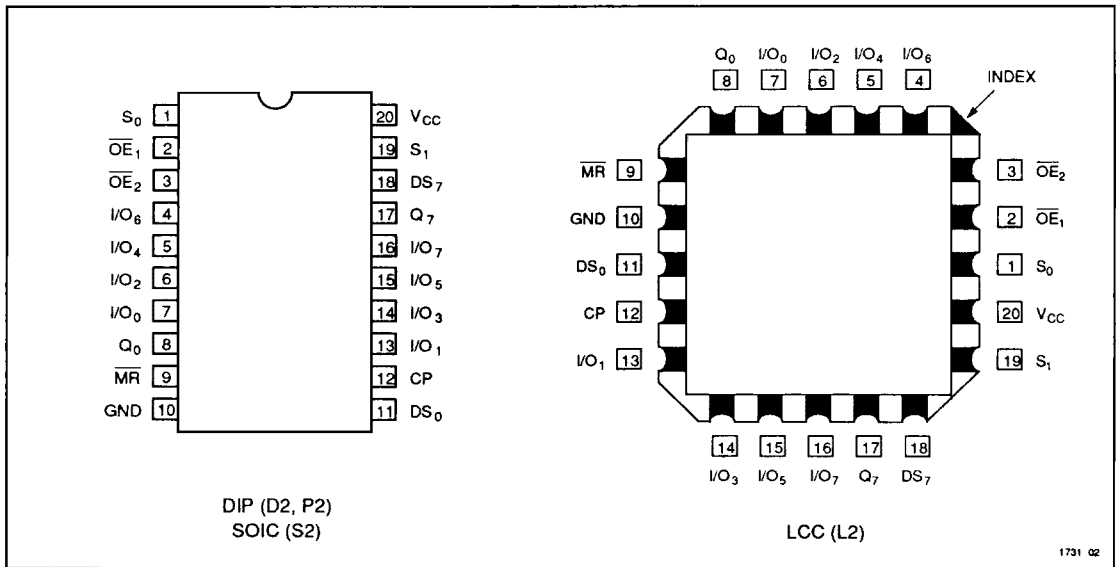 S0 1 20 VCC
OE1 2 19 S1
OE2 3 18 DS7
I/O6 4 17 Q7
I/O4 5 16 I/O7
I/O2 6 15 I/O5
I/O0 7 14 I/O3
Q0 8 13 I/O1
MR 9 12 CP
GND 10 11 DS0
DIP (D2, P2)
SOIC (S2)
Q0 I/O0 I/O2 I/O4 I/O6
8 7 6 5 4
INDEX
MR 9 3 OE2
GND 10 2 OE1
DS0 11 1 S0
CP 12 20 VCC
I/O1 13 19 S1
14 15 16 17 18
I/O3 I/O5 I/O7 Q7 DS7
LCC (L2)
1731 02